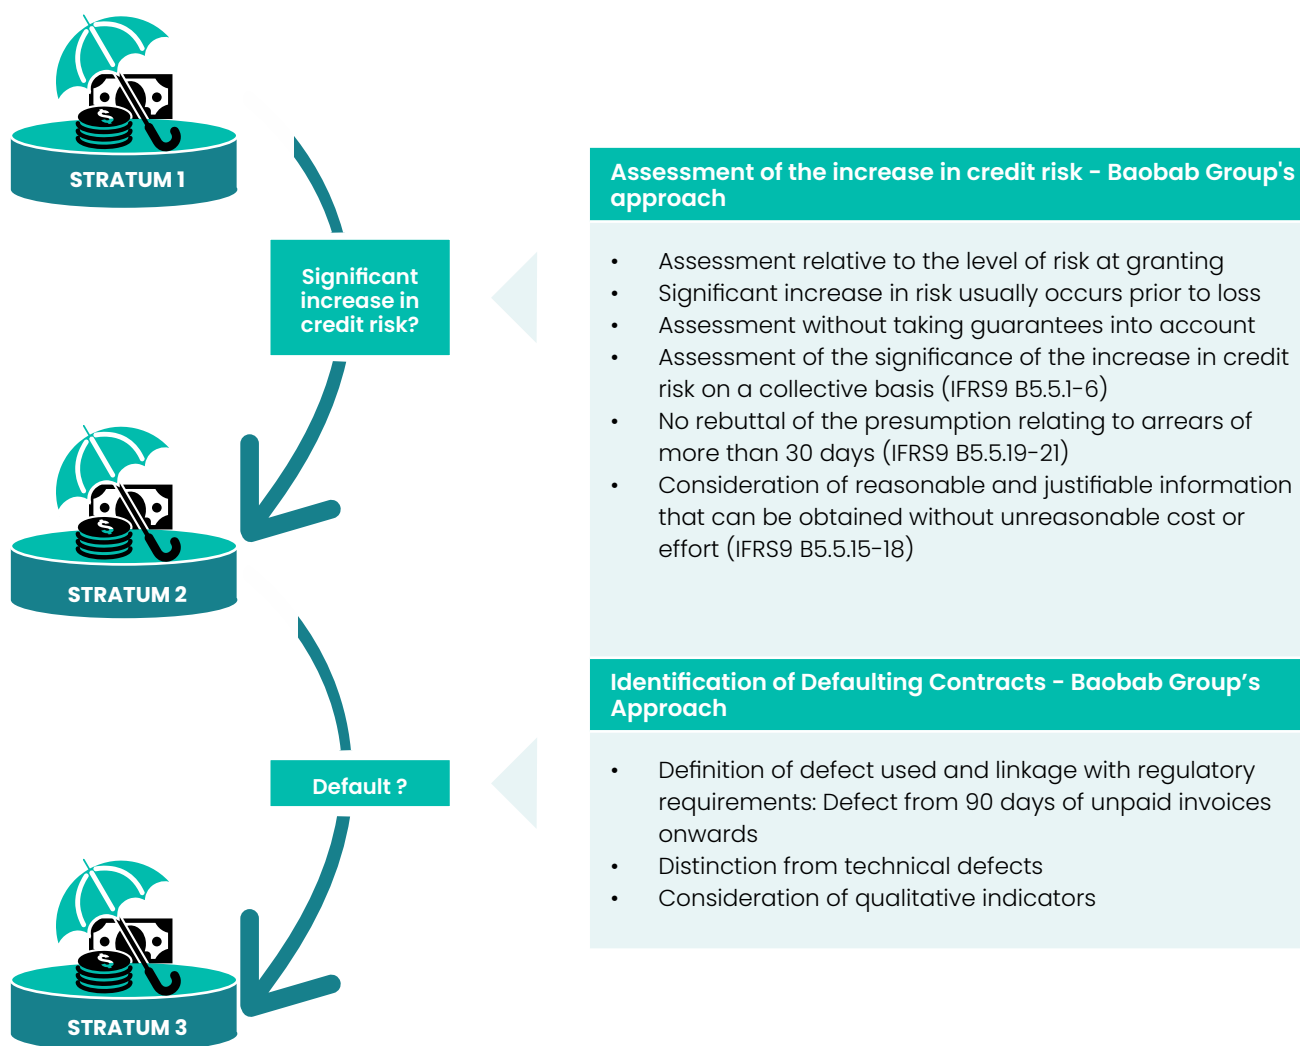 STRATUM 1
Significant
increase in
credit risk?
Assessment of the increase in credit risk - Baobab Group's
approach
• Assessment relative to the level of risk at granting
• Significant increase in risk usually occurs prior to loss
• Assessment without taking guarantees into account
• Assessment of the significance of the increase in credit
risk on a collective basis (IFRS9 B5.5.1-6)
• No rebuttal of the presumption relating to arrears of
more than 30 days (IFRS9 B5.5.19-21)
• Consideration of reasonable and justifiable information
that can be obtained without unreasonable cost or
effort (IFRS9 B5.5.15-18)
STRATUM 2
Default ?
Identification of Defaulting Contracts - Baobab Group’s
Approach
• Definition of defect used and linkage with regulatory
requirements: Defect from 90 days of unpaid invoices
onwards
• Distinction from technical defects
• Consideration of qualitative indicators
STRATUM 3